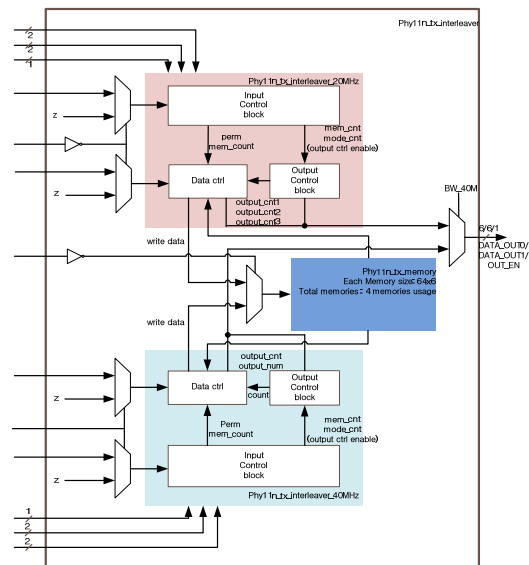 Phy11n_tx_interleaver
2
2
1
Phy11n_tx_interleaver_20MHz
Input
Control
block
z
perm
mem_count
mem_cnt
mode_cnt
(output ctrl enable)
Data ctrl
Output
Control
block
z
output_cnt1
output_cnt2
output_cnt3
BW_40M
write data
6/6/1
DATA_OUT0/
DATA_OUT1/
OUT_EN
Phy11n_tx_memory
Each Memory size= 64x6
Total memories = 4 memories usage
write data
output_cnt
output_num
Data ctrl
count
Output
Control
block
z
Perm
mem_count
mem_cnt
mode_cnt
(output ctrl enable)
Input
Control
block
z
Phy11n_tx_interleaver_40MHz
1
2
2